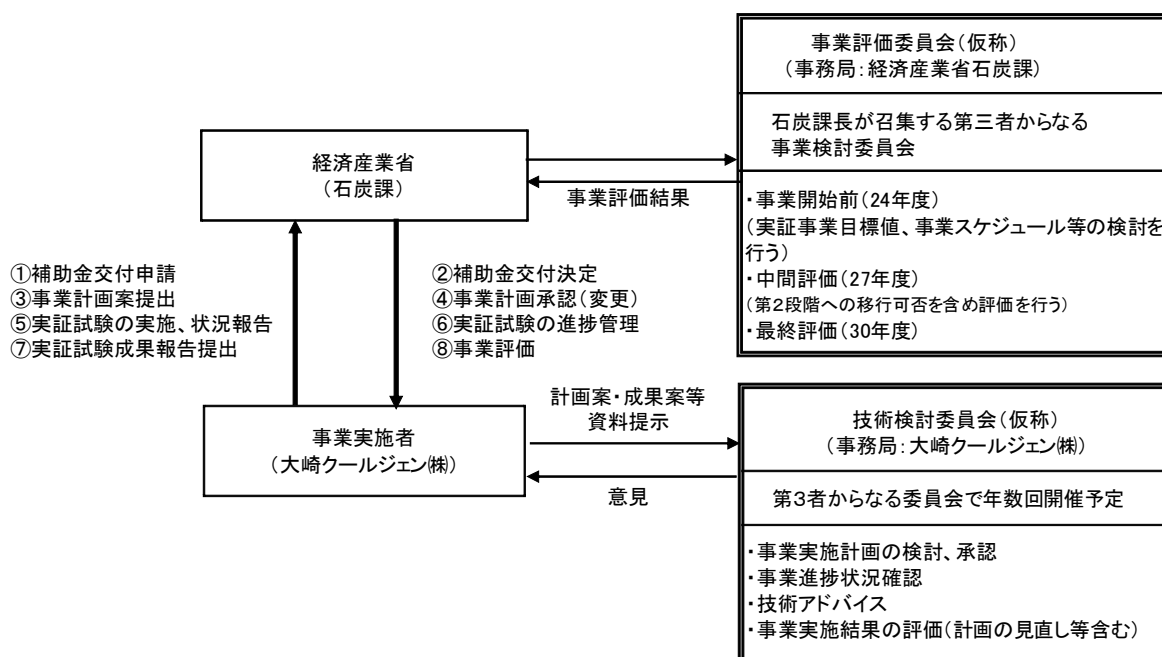 事業評価委員会(仮称)
(事務局:経済産業省石炭課)
石炭課長が召集する第三者からなる
事業検討委員会
・事業開始前(24年度)
(実証事業目標値、事業スケジュール等の検討を
行う)
・中間評価(27年度)
(第2段階への移行可否を含め評価を行う)
・最終評価(30年度)
経済産業省
(石炭課)
事業評価結果
①補助金交付申請
③事業計画案提出
⑤実証試験の実施、状況報告
⑦実証試験成果報告提出
②補助金交付決定
④事業計画承認(変更)
⑥実証試験の進捗管理
⑧事業評価
事業実施者
(大崎クールジェン㈱)
計画案・成果案等
資料提示
意見
技術検討委員会(仮称)
(事務局:大崎クールジェン㈱)
第3者からなる委員会で年数回開催予定
・事業実施計画の検討、承認
・事業進捗状況確認
・技術アドバイス
・事業実施結果の評価(計画の見直し等含む)